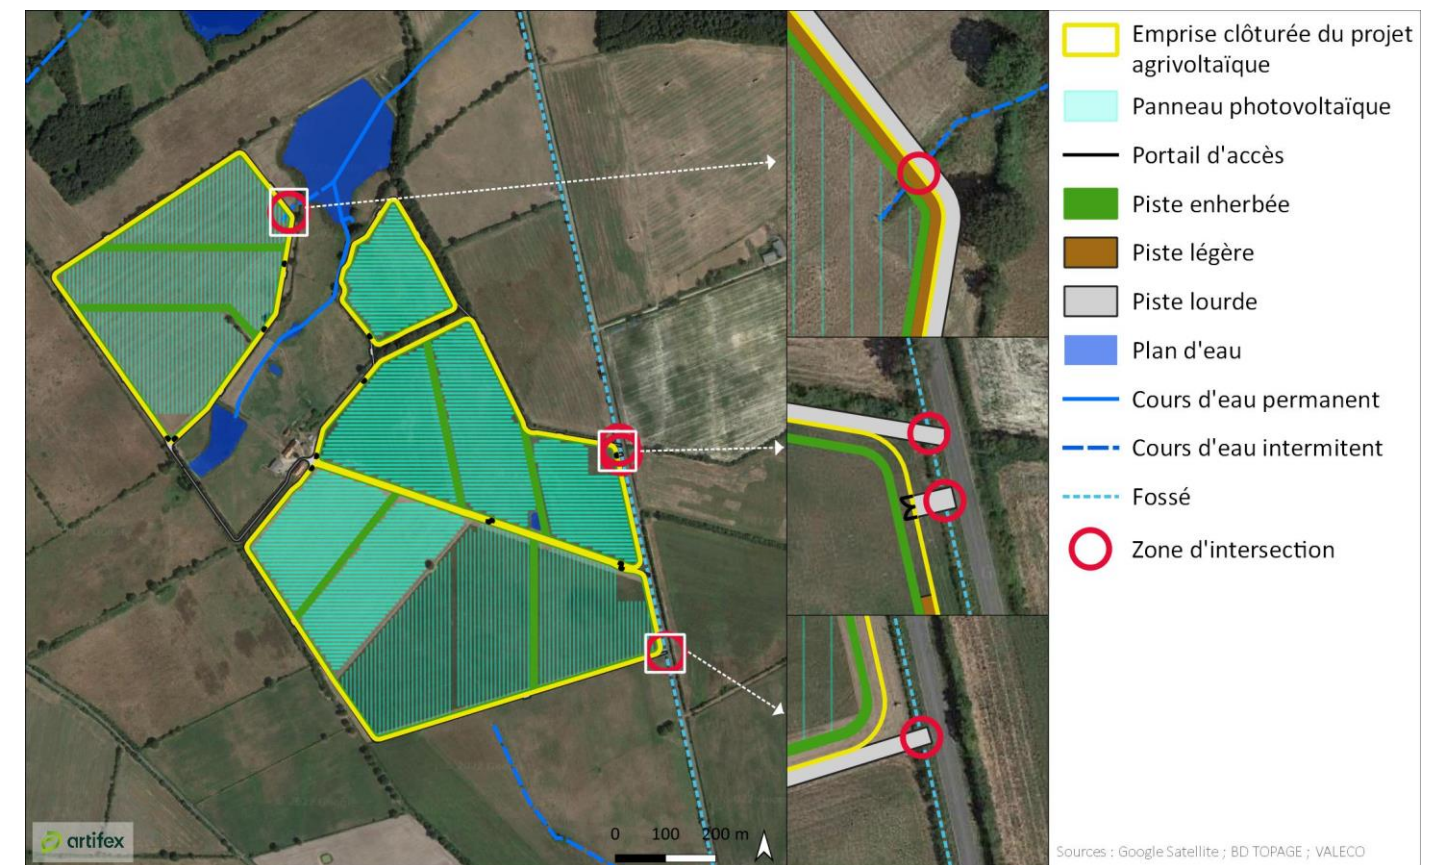 Emprise clôturée du projet
agrivoltaïque
Panneau photovoltaïque
Portail d'accès
Piste enherbée
Piste légère
Piste lourde
Plan d'eau
Cours d'eau permanent
Cours d'eau intermitent
Fossé
Zone d'intersection
artifex
0 100 200 m
Sources : Google Satellite ; BD TOPAGE ; VALECO